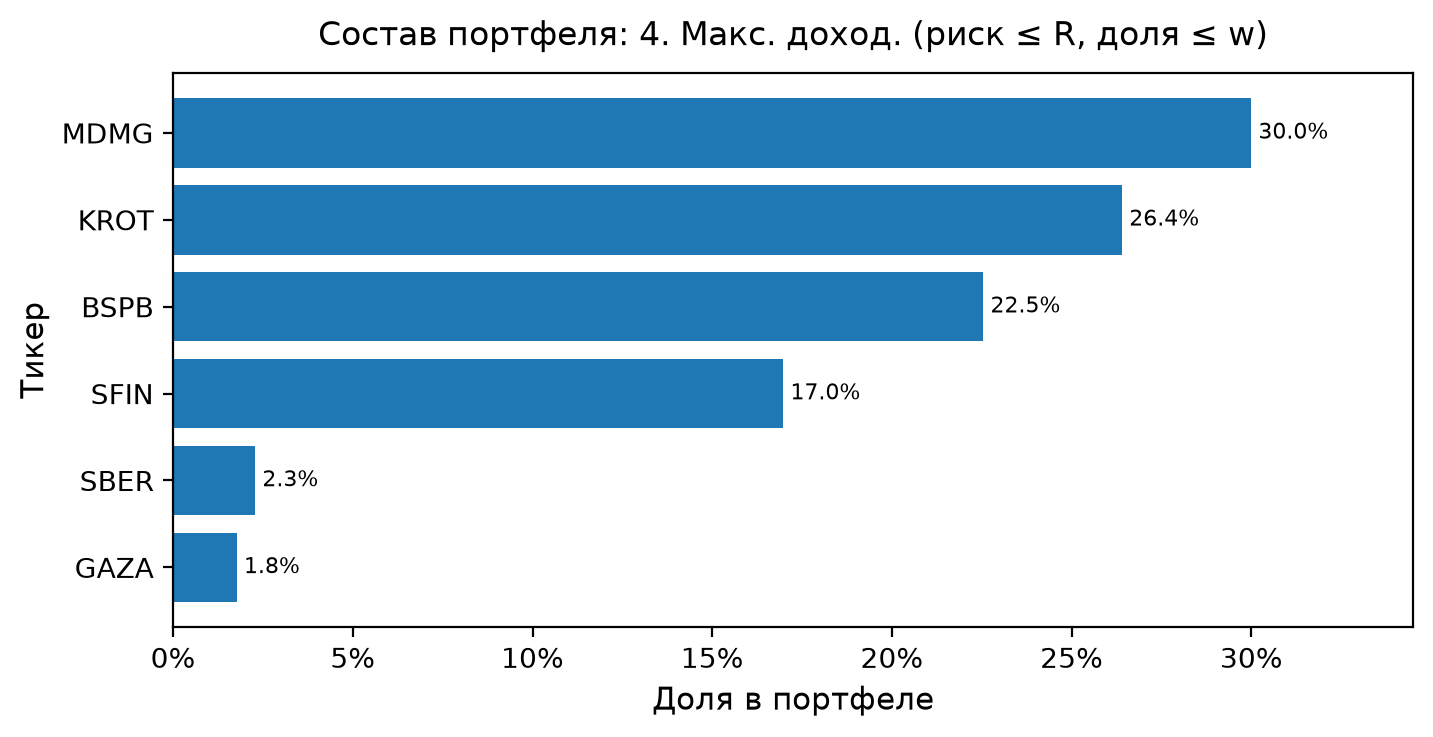 Состав портфеля: 4. Макс. доход. (риск ≤ R, доля ≤ w)
Тикер
MDMG 30.0%
KROT 26.4%
BSPB 22.5%
SFIN 17.0%
SBER 2.3%
GAZA 1.8%
0% 5% 10% 15% 20% 25% 30%
Доля в портфеле